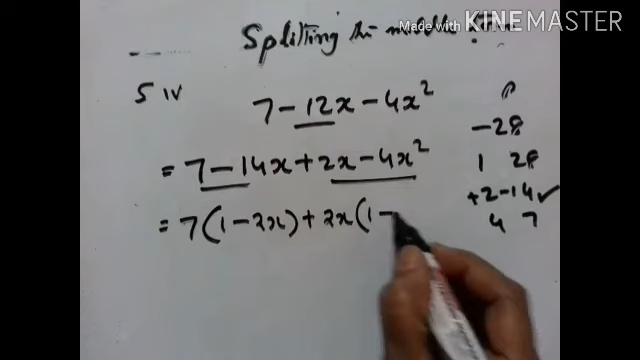 Made with KINEMASTER
Splitting the middle
5 iv
7 - 12x - 4x²
= 7 - 14x + 2x - 4x²
= 7(1 - 2x) + 2x(1 -
P
-28
1 28
+2 -14 ✓
4 7